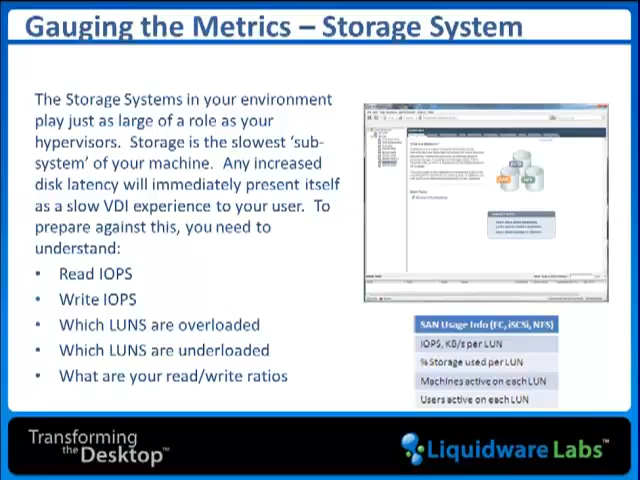 Gauging the Metrics – Storage System
The Storage Systems in your environment
play just as large of a role as your
hypervisors.  Storage is the slowest 'sub-
system' of your machine.  Any increased
disk latency will immediately present itself
as a slow VDI experience to your user.  To
prepare against this, you need to
understand:
• Read IOPS
• Write IOPS
• Which LUNS are overloaded
• Which LUNS are underloaded
• What are your read/write ratios
SAN Usage Info (FC, iSCSI, NFS)
IOPS, KB/s per LUN
%Storage used per LUN
Machines active on each LUN
Users active on each LUN
Transforming
the Desktop™
Liquidware Labs™